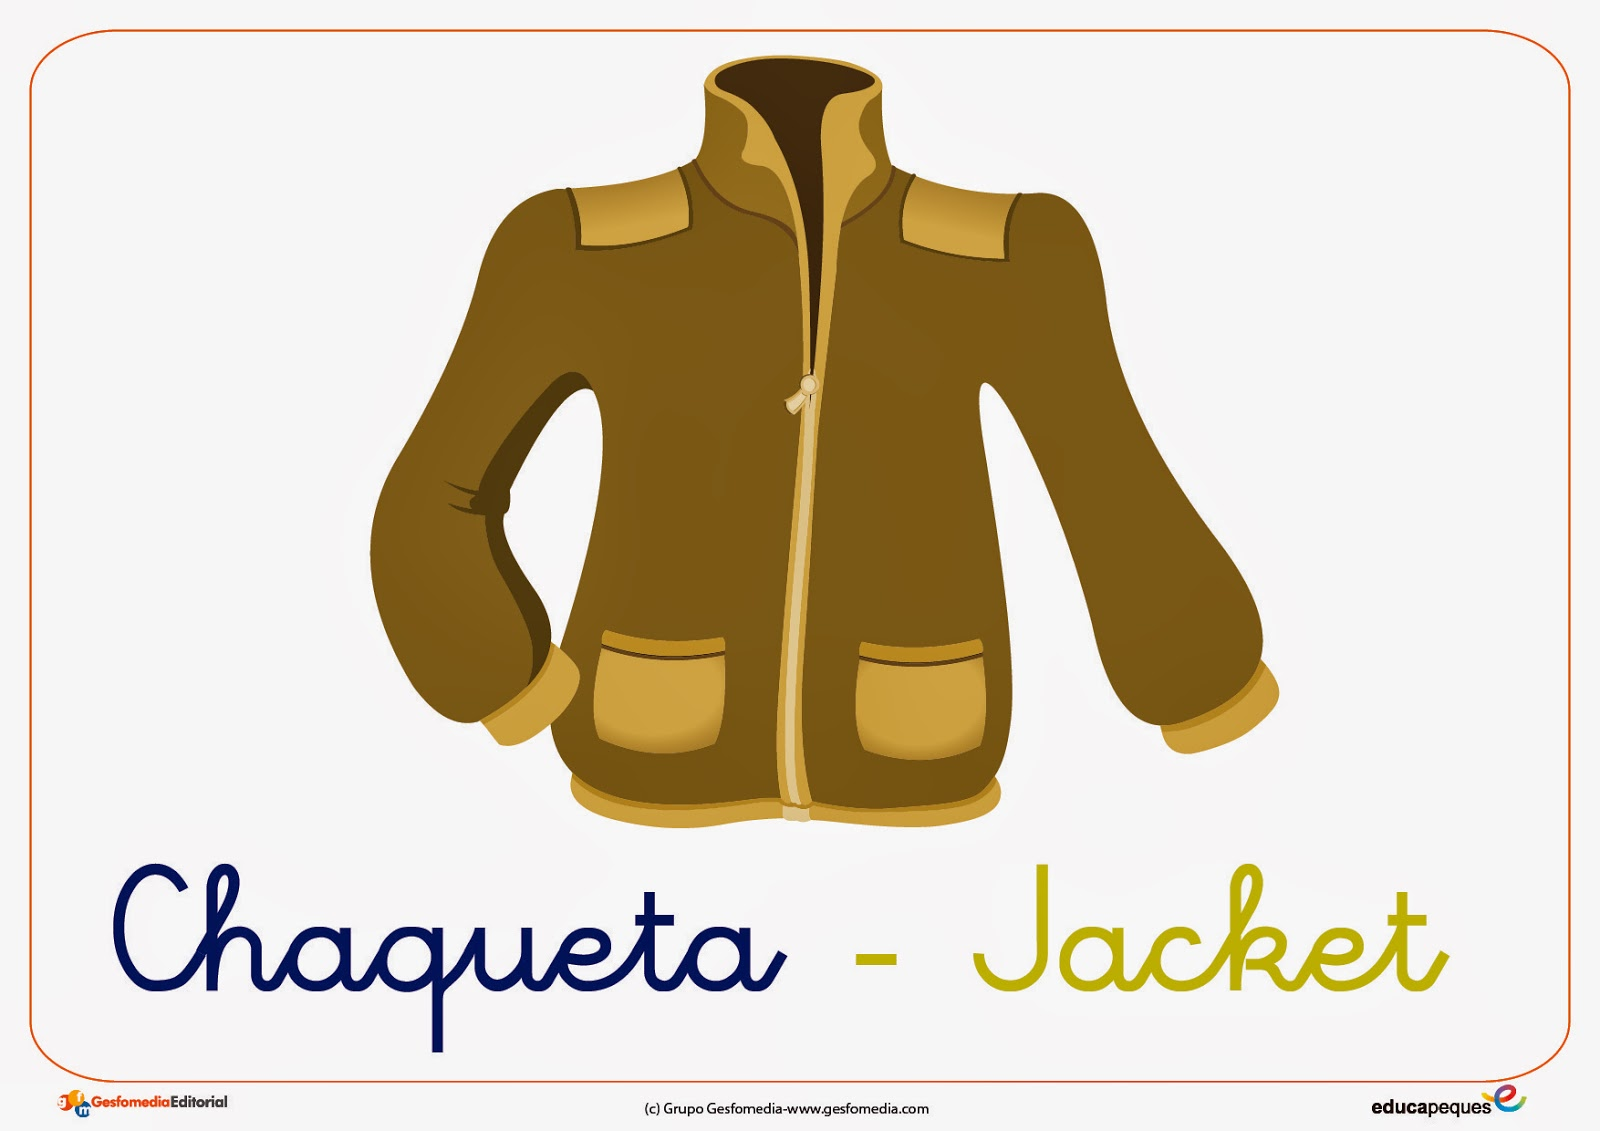 Chaqueta - Jacket
GesfomediaEditorial
(c) Grupo Gesfomedia-www.gesfomedia.com
educapeques